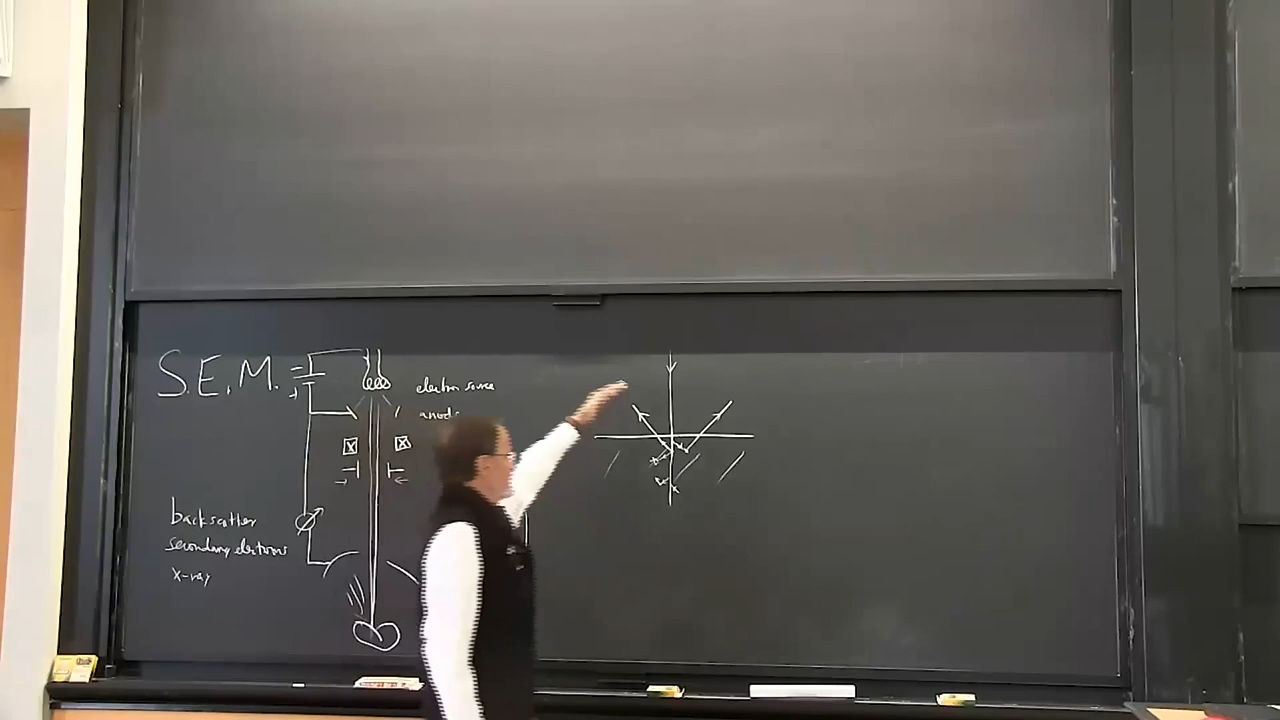 S.E.M.
electron source
anode
backscatter
secondary electrons
x-ray